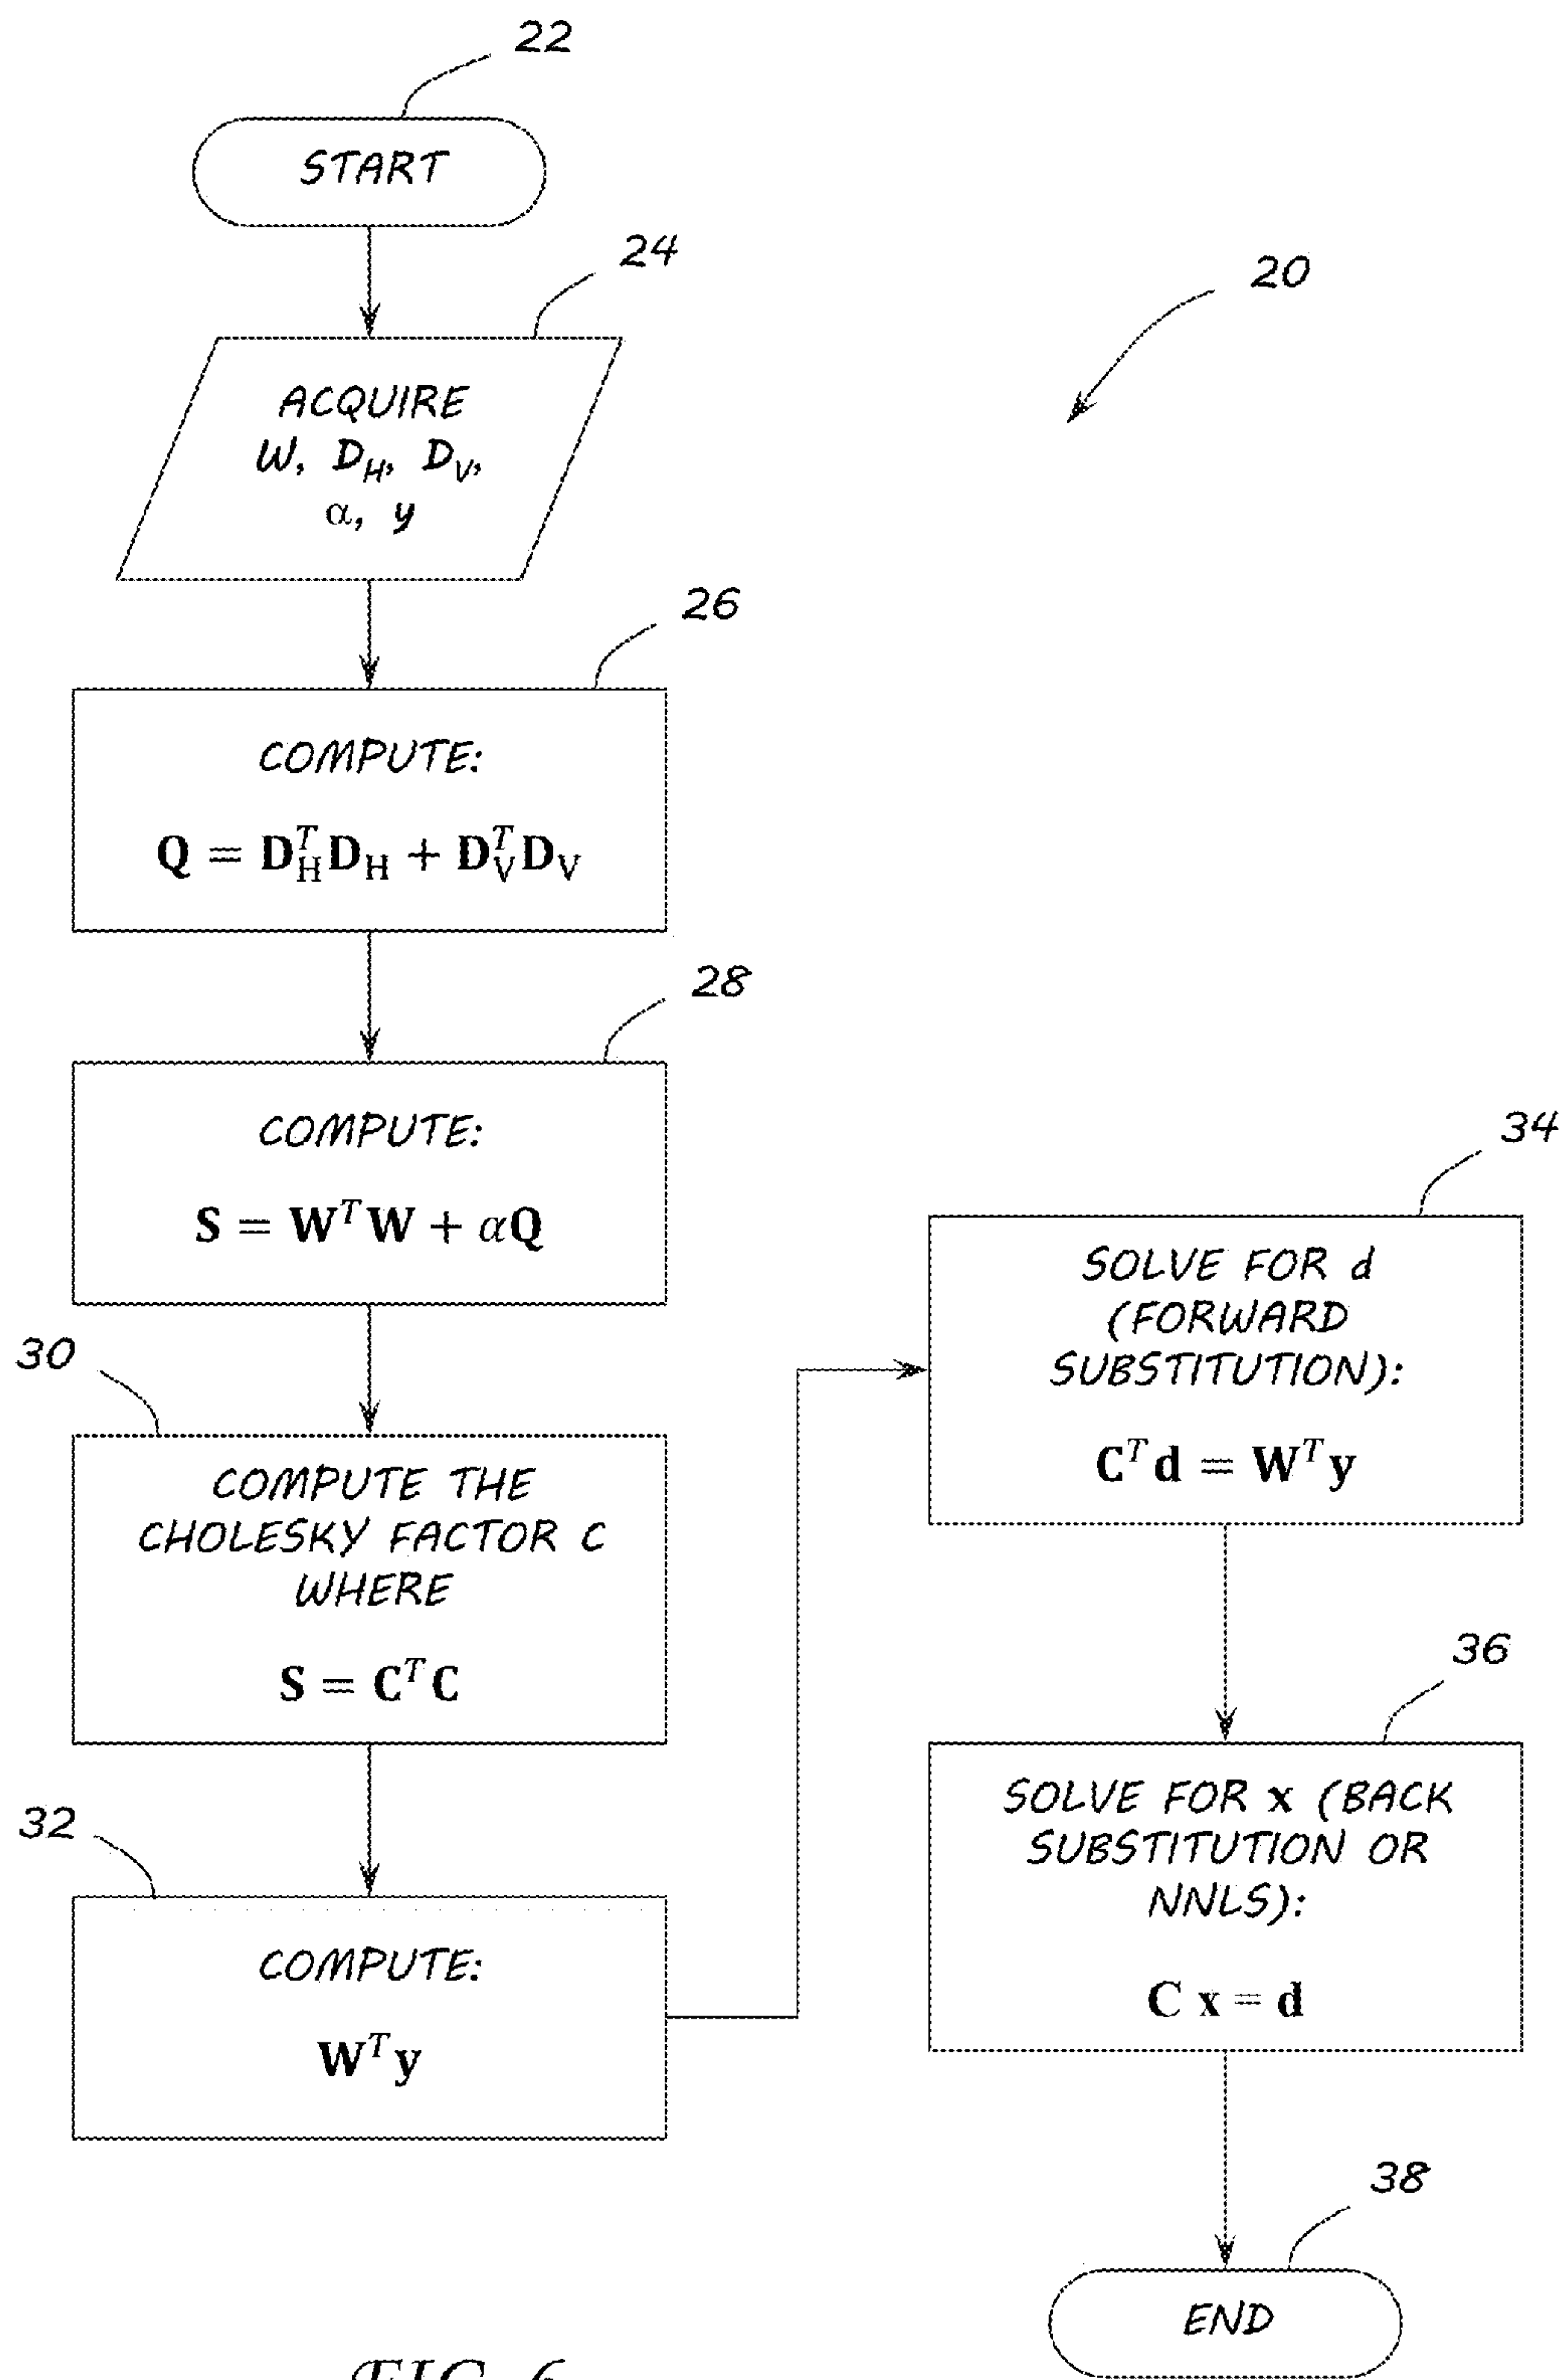 22
START
24
20
ACQUIRE
W, D_H, D_V,
α, y
26
COMPUTE:
Q = D_H^T D_H + D_V^T D_V
28
COMPUTE:
S = W^T W + αQ
30
COMPUTE THE
CHOLESKY FACTOR C
WHERE
S = C^T C
32
COMPUTE:
W^T y
34
SOLVE FOR d
(FORWARD
SUBSTITUTION):
C^T d = W^T y
36
SOLVE FOR x (BACK
SUBSTITUTION OR
NNLS):
C x = d
38
END
FIG. 6